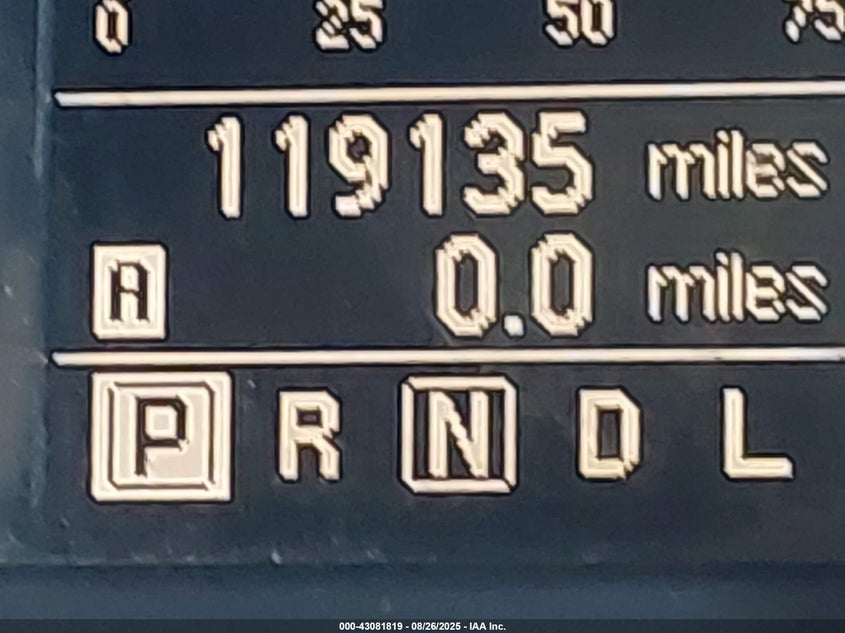 0 25 50 75
119135 miles
A 0.0 miles
P R N D L
000-43081819 - 08/26/2025 - IAA Inc.